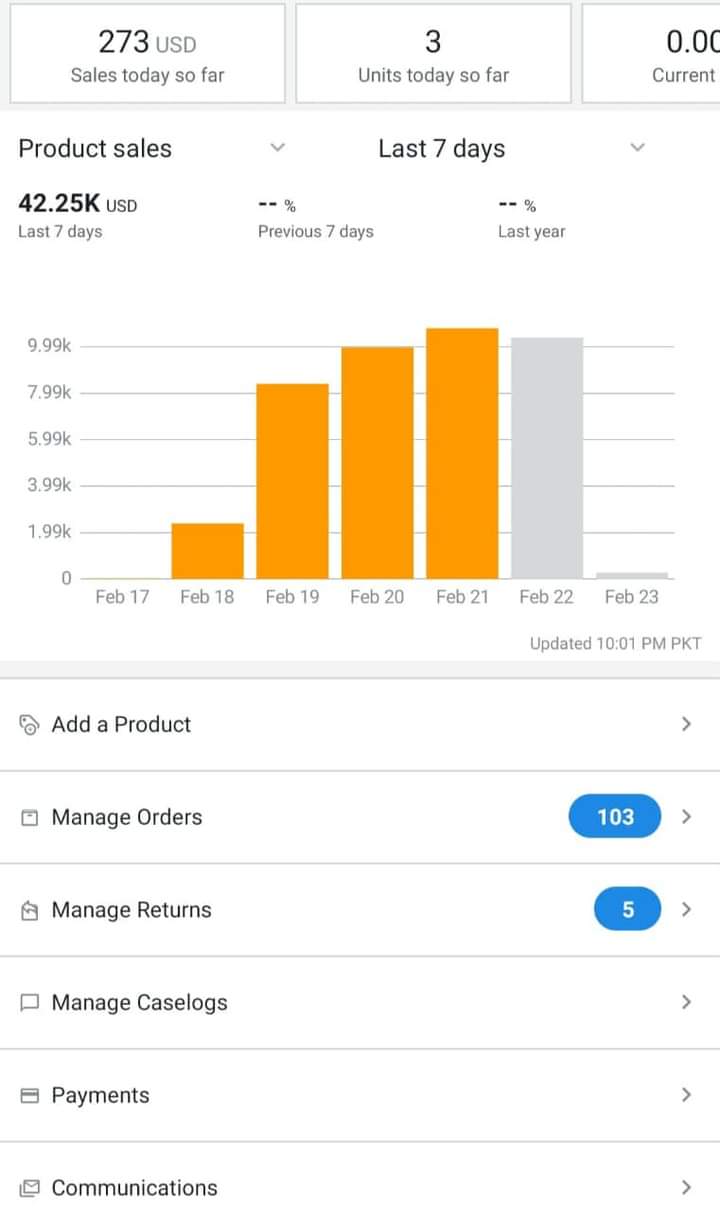 273 USD
Sales today so far
3
Units today so far
0.00
Current
Product sales
Last 7 days
42.25K USD
Last 7 days
-- %
Previous 7 days
-- %
Last year
9.99k
7.99k
5.99k
3.99k
1.99k
0
Feb 17 Feb 18 Feb 19 Feb 20 Feb 21 Feb 22 Feb 23
Updated 10:01 PM PKT
Add a Product
Manage Orders 103
Manage Returns 5
Manage Caselogs
Payments
Communications